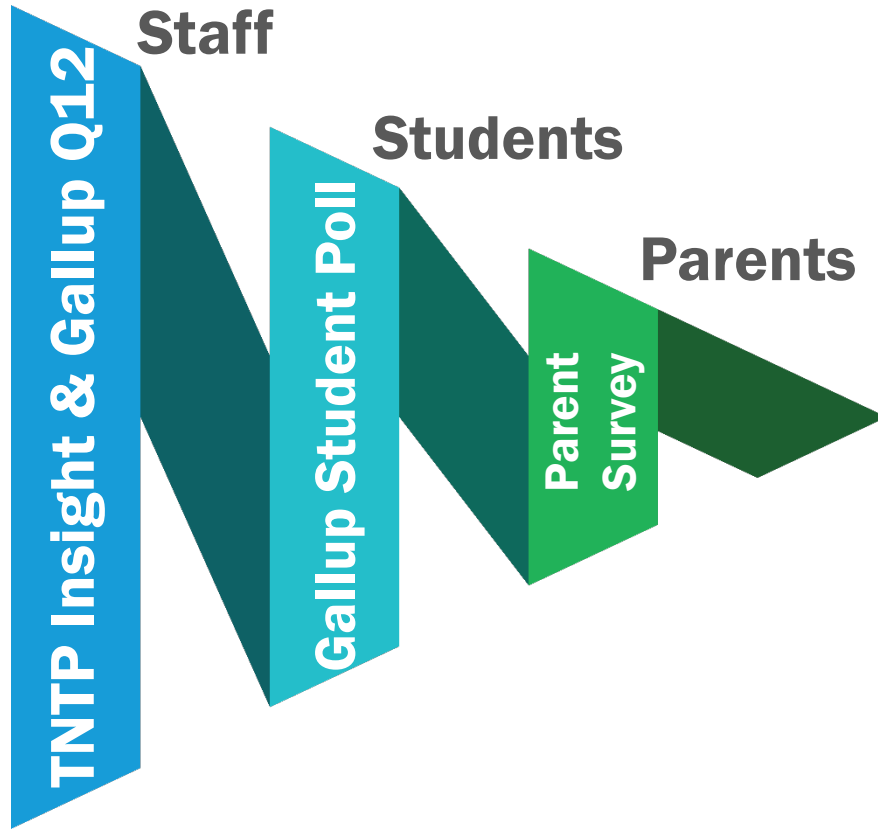 Staff
TNTP Insight & Gallup Q12
Students
Gallup Student Poll
Parents
Parent
Survey